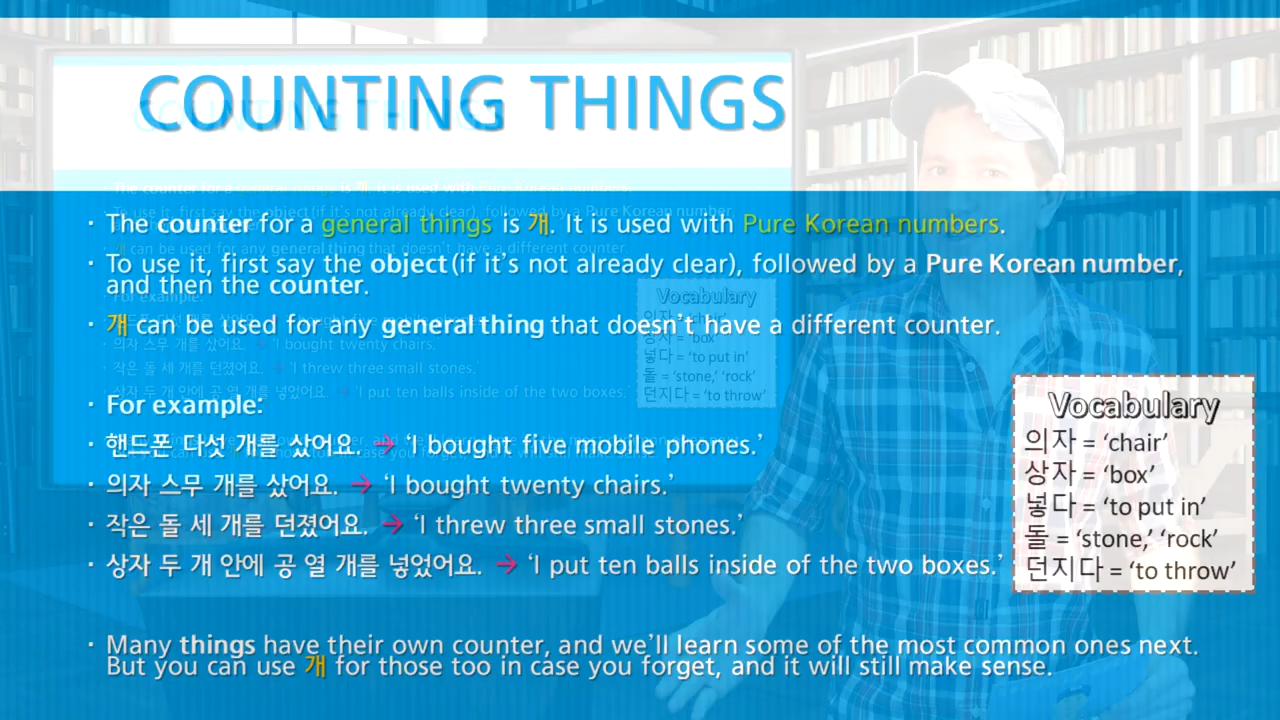 COUNTING THINGS
· The counter for a general things is 개. It is used with Pure Korean numbers.
· To use it, first say the object (if it's not already clear), followed by a Pure Korean number,
and then the counter.
· 개 can be used for any general thing that doesn't have a different counter.
· For example:
· 핸드폰 다섯 개를 샀어요. → 'I bought five mobile phones.'
· 의자 스무 개를 샀어요. → 'I bought twenty chairs.'
· 작은 돌 세 개를 던졌어요. → 'I threw three small stones.'
· 상자 두 개 안에 공 열 개를 넣었어요. → 'I put ten balls inside of the two boxes.'
Vocabulary
의자 = 'chair'
상자 = 'box'
넣다 = 'to put in'
돌 = 'stone,' 'rock'
던지다 = 'to throw'
· Many things have their own counter, and we'll learn some of the most common ones next.
But you can use 개 for those too in case you forget, and it will still make sense.